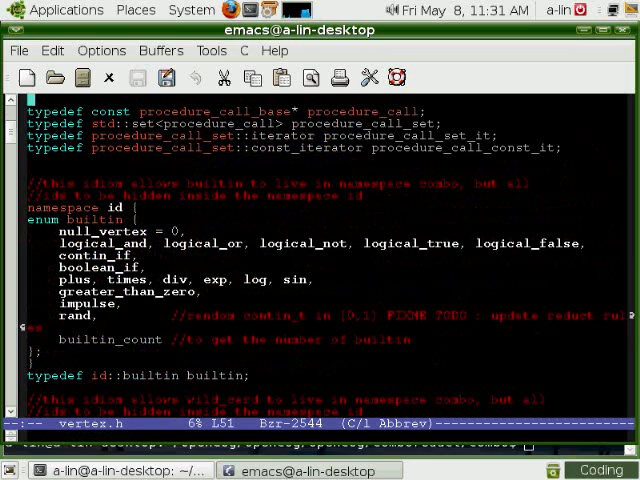 Applications Places System Fri May 8, 11:31 AM a-lin
emacs@a-lin-desktop
File Edit Options Buffers Tools C Help
typedef const procedure_call_base* procedure_call;
typedef std::set<procedure_call> procedure_call_set;
typedef procedure_call_set::iterator procedure_call_set_it;
typedef procedure_call_set::const_iterator procedure_call_const_it;
//this idiom allows builtin to live in namespace combo, but all
//ids to be hidden inside the namespace id
namespace id {
enum builtin {
null_vertex = 0,
logical_and, logical_or, logical_not, logical_true, logical_false,
contin_if,
boolean_if,
plus, times, div, exp, log, sin,
greater_than_zero,
impulse,
rand, //random contin_t in [0,1) FIXME TODO : update reduct rul
es
builtin_count //to get the number of builtin
};
}
typedef id::builtin builtin;
//this idiom allows wild_card to live in namespace combo, but all
//ids to be hidden inside the namespace id
--:-- vertex.h 6% L51 Bzr-2544 (C/l Abbrev)
a-lin@a-lin-desktop: ~/...
emacs@a-lin-desktop
Coding